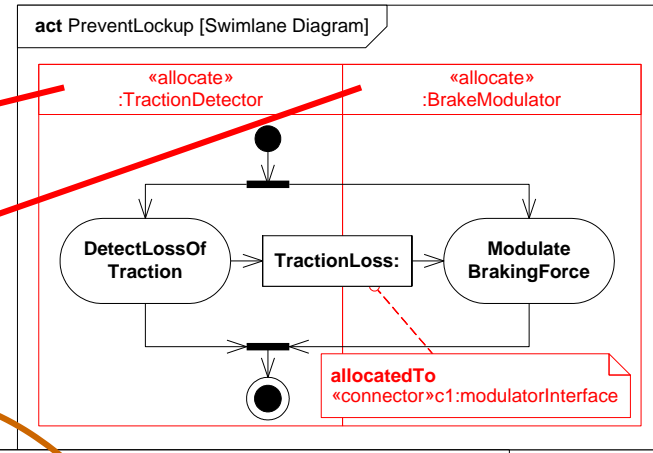 act PreventLockup [Swimlane Diagram]
«allocate»
:TractionDetector
«allocate»
:BrakeModulator
DetectLossOf
Traction
TractionLoss:
Modulate
BrakingForce
allocatedTo
«connector»c1:modulatorInterface